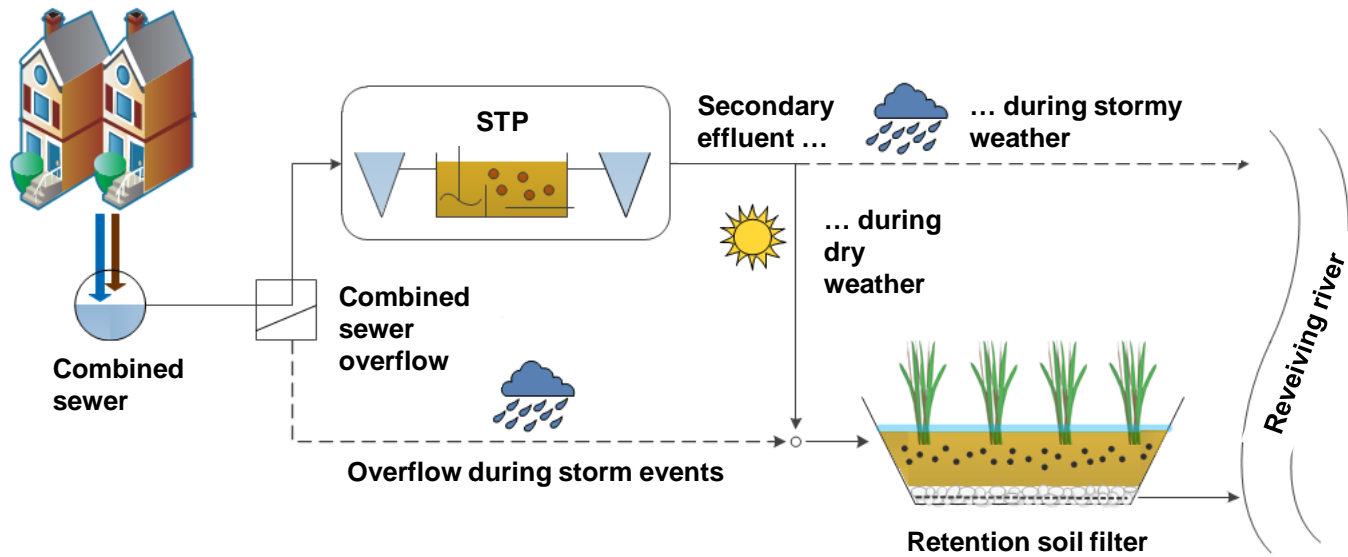 STP
Secondary
effluent ...
... during stormy
weather
... during
dry
weather
Combined
sewer
overflow
Combined
sewer
Overflow during storm events
Reveiving river
Retention soil filter